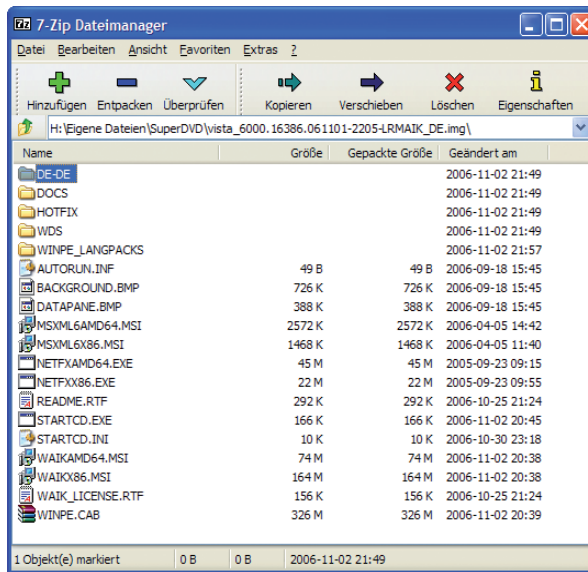 7z 7-Zip Dateimanager
Datei Bearbeiten Ansicht Favoriten Extras ?
Hinzufügen Entpacken Überprüfen Kopieren Verschieben Löschen Eigenschaften
H:\Eigene Dateien\SuperDVD\vista_6000.16386.061101-2205-LRMAIK_DE.img\
Name Größe Gepackte Größe Geändert am
DE-DE 2006-11-02 21:49
DOCS 2006-11-02 21:49
HOTFIX 2006-11-02 21:49
WDS 2006-11-02 21:49
WINPE_LANGPACKS 2006-11-02 21:57
AUTORUN.INF 49 B 49 B 2006-09-18 15:45
BACKGROUND.BMP 726 K 726 K 2006-09-18 15:45
DATAPANE.BMP 388 K 388 K 2006-09-18 15:45
MSXML6AMD64.MSI 2572 K 2572 K 2006-04-05 14:42
MSXML6X86.MSI 1468 K 1468 K 2006-04-05 11:40
NETFXAMD64.EXE 45 M 45 M 2005-09-23 09:15
NETFXX86.EXE 22 M 22 M 2005-09-23 09:55
README.RTF 292 K 292 K 2006-10-25 21:24
STARTCD.EXE 166 K 166 K 2006-11-02 20:45
STARTCD.INI 10 K 10 K 2006-10-30 23:18
WAIKAMD64.MSI 74 M 74 M 2006-11-02 20:38
WAIKX86.MSI 164 M 164 M 2006-11-02 20:38
WAIK_LICENSE.RTF 156 K 156 K 2006-10-25 21:24
WINPE.CAB 326 M 326 M 2006-11-02 20:39
1 Objekt(e) markiert 0 B 0 B 2006-11-02 21:49